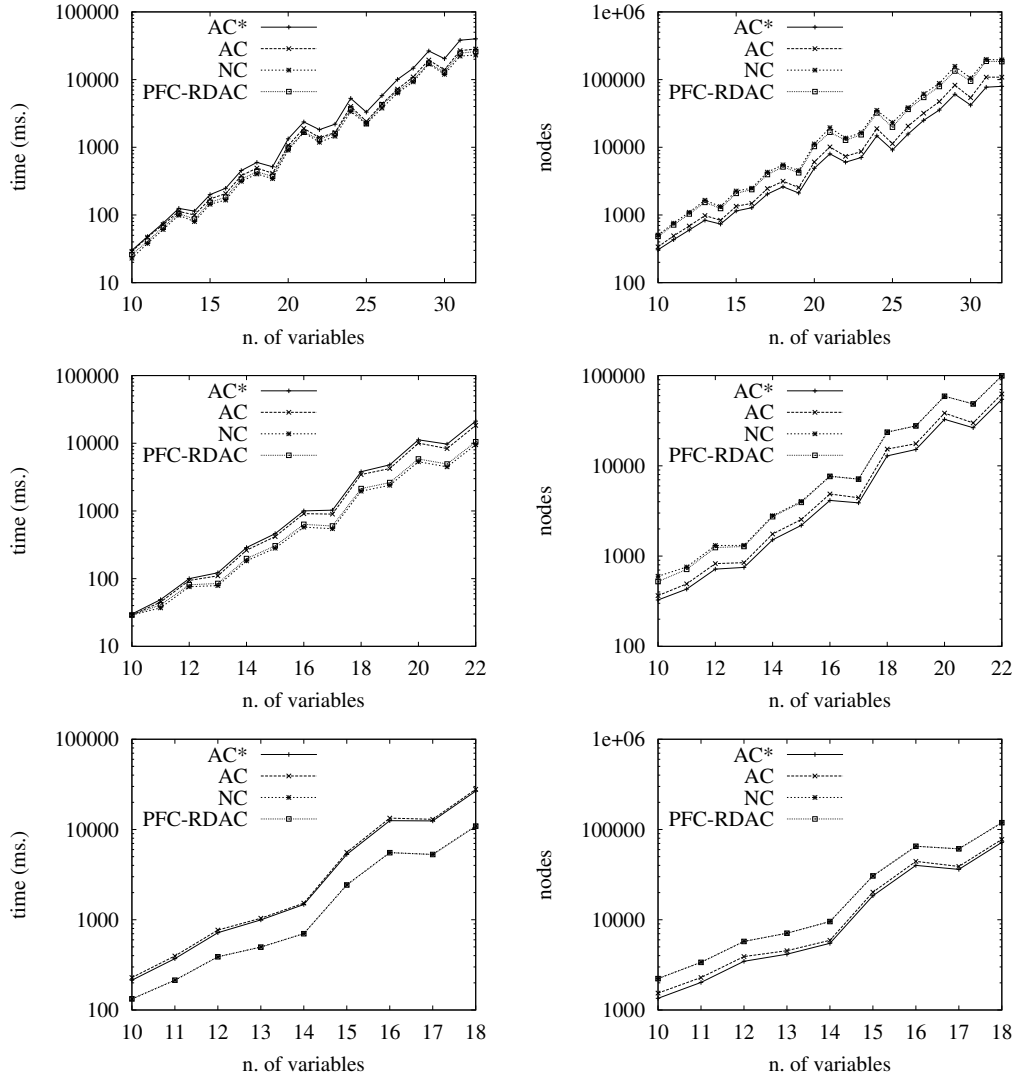 100000
10000
1000
100
10
time (ms.)
AC*
AC
NC
PFC-RDAC
10 15 20 25 30
n. of variables
1e+06
100000
10000
1000
100
nodes
AC*
AC
NC
PFC-RDAC
10 15 20 25 30
n. of variables
100000
10000
1000
100
10
time (ms.)
AC*
AC
NC
PFC-RDAC
10 12 14 16 18 20 22
n. of variables
100000
10000
1000
100
nodes
AC*
AC
NC
PFC-RDAC
10 12 14 16 18 20 22
n. of variables
100000
10000
1000
100
time (ms.)
AC*
AC
NC
PFC-RDAC
10 11 12 13 14 15 16 17 18
n. of variables
1e+06
100000
10000
1000
nodes
AC*
AC
NC
PFC-RDAC
10 11 12 13 14 15 16 17 18
n. of variables